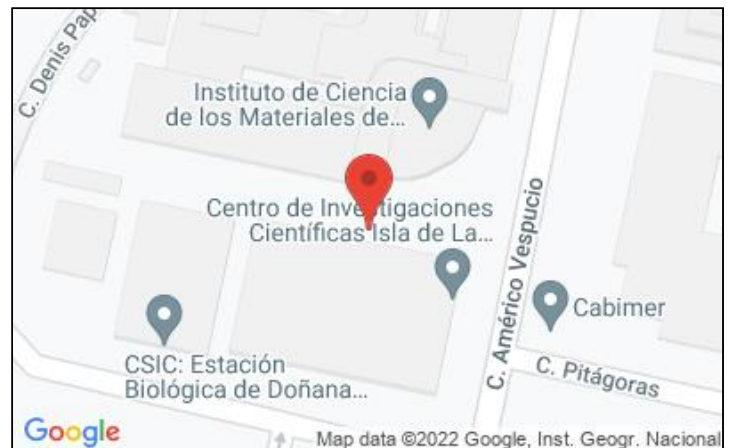 C. Denis Pap
Instituto de Ciencia
de los Materiales de...
Centro de Investigaciones
Científicas Isla de La...
C. Américo Vespucio
Cabimer
CSIC: Estación
Biológica de Doñana...
C. Pitágoras
Google
Map data ©2022 Google, Inst. Geogr. Nacional